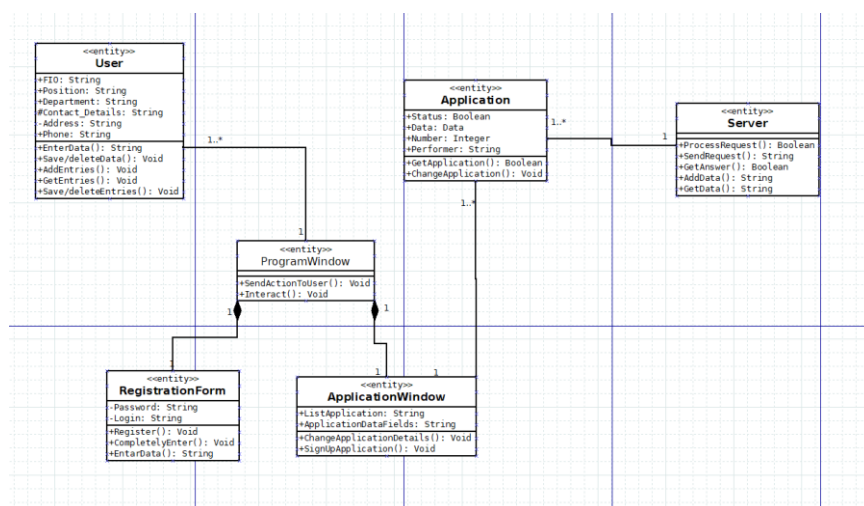 <<entity>>
User
+FIO: String
+Position: String
+Department: String
#Contact_Details: String
-Address: String
+Phone: String
+EnterData(): String
+Save/deleteData(): Void
+AddEntries(): Void
+GetEntries(): Void
+Save/deleteEntries(): Void
1..*
1
<<entity>>
Application
+Status: Boolean
+Data: Data
+Number: Integer
+Performer: String
+GetApplication(): Boolean
+ChangeApplication(): Void
1..*
1
1..*
<<entity>>
Server
+ProcessRequest(): Boolean
+SendRequest(): String
+GetAnswer(): Boolean
+AddData(): String
+GetData(): String
<<entity>>
ProgramWindow
+SendActionToUser(): Void
+Interact(): Void
1
1
1
1
1
<<entity>>
RegistrationForm
-Password: String
-Login: String
+Register(): Void
+CompletelyEnter(): Void
+EntarData(): String
<<entity>>
ApplicationWindow
+ListApplication: String
+ApplicationDataFields: String
+ChangeApplicationDetails(): Void
+SignUpApplication(): Void